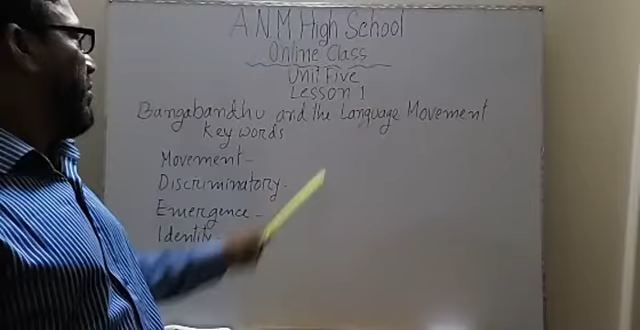 A N M High School
Online Class
Unit Five
Lesson 1
Bangabandhu and the Language Movement
Key words
Movement -
Discriminatory.
Emergence -
Identity -